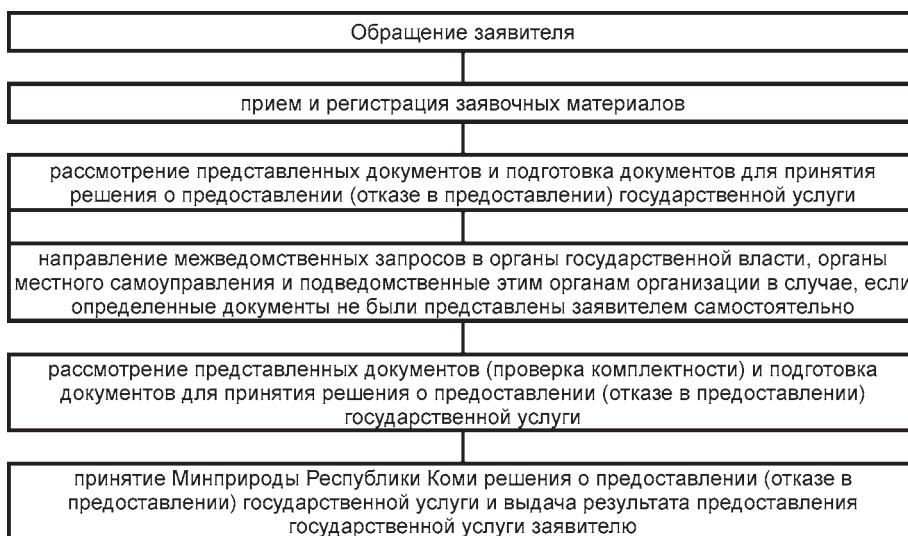 Обращение заявителя
прием и регистрация заявочных материалов
рассмотрение представленных документов и подготовка документов для принятия
решения о предоставлении (отказе в предоставлении) государственной услуги
направление межведомственных запросов в органы государственной власти, органы
местного самоуправления и подведомственные этим органам организации в случае, если
определенные документы не были представлены заявителем самостоятельно
рассмотрение представленных документов (проверка комплектности) и подготовка
документов для принятия решения о предоставлении (отказе в предоставлении)
государственной услуги
принятие Минприроды Республики Коми решения о предоставлении (отказе в
предоставлении) государственной услуги и выдача результата предоставления
государственной услуги заявителю